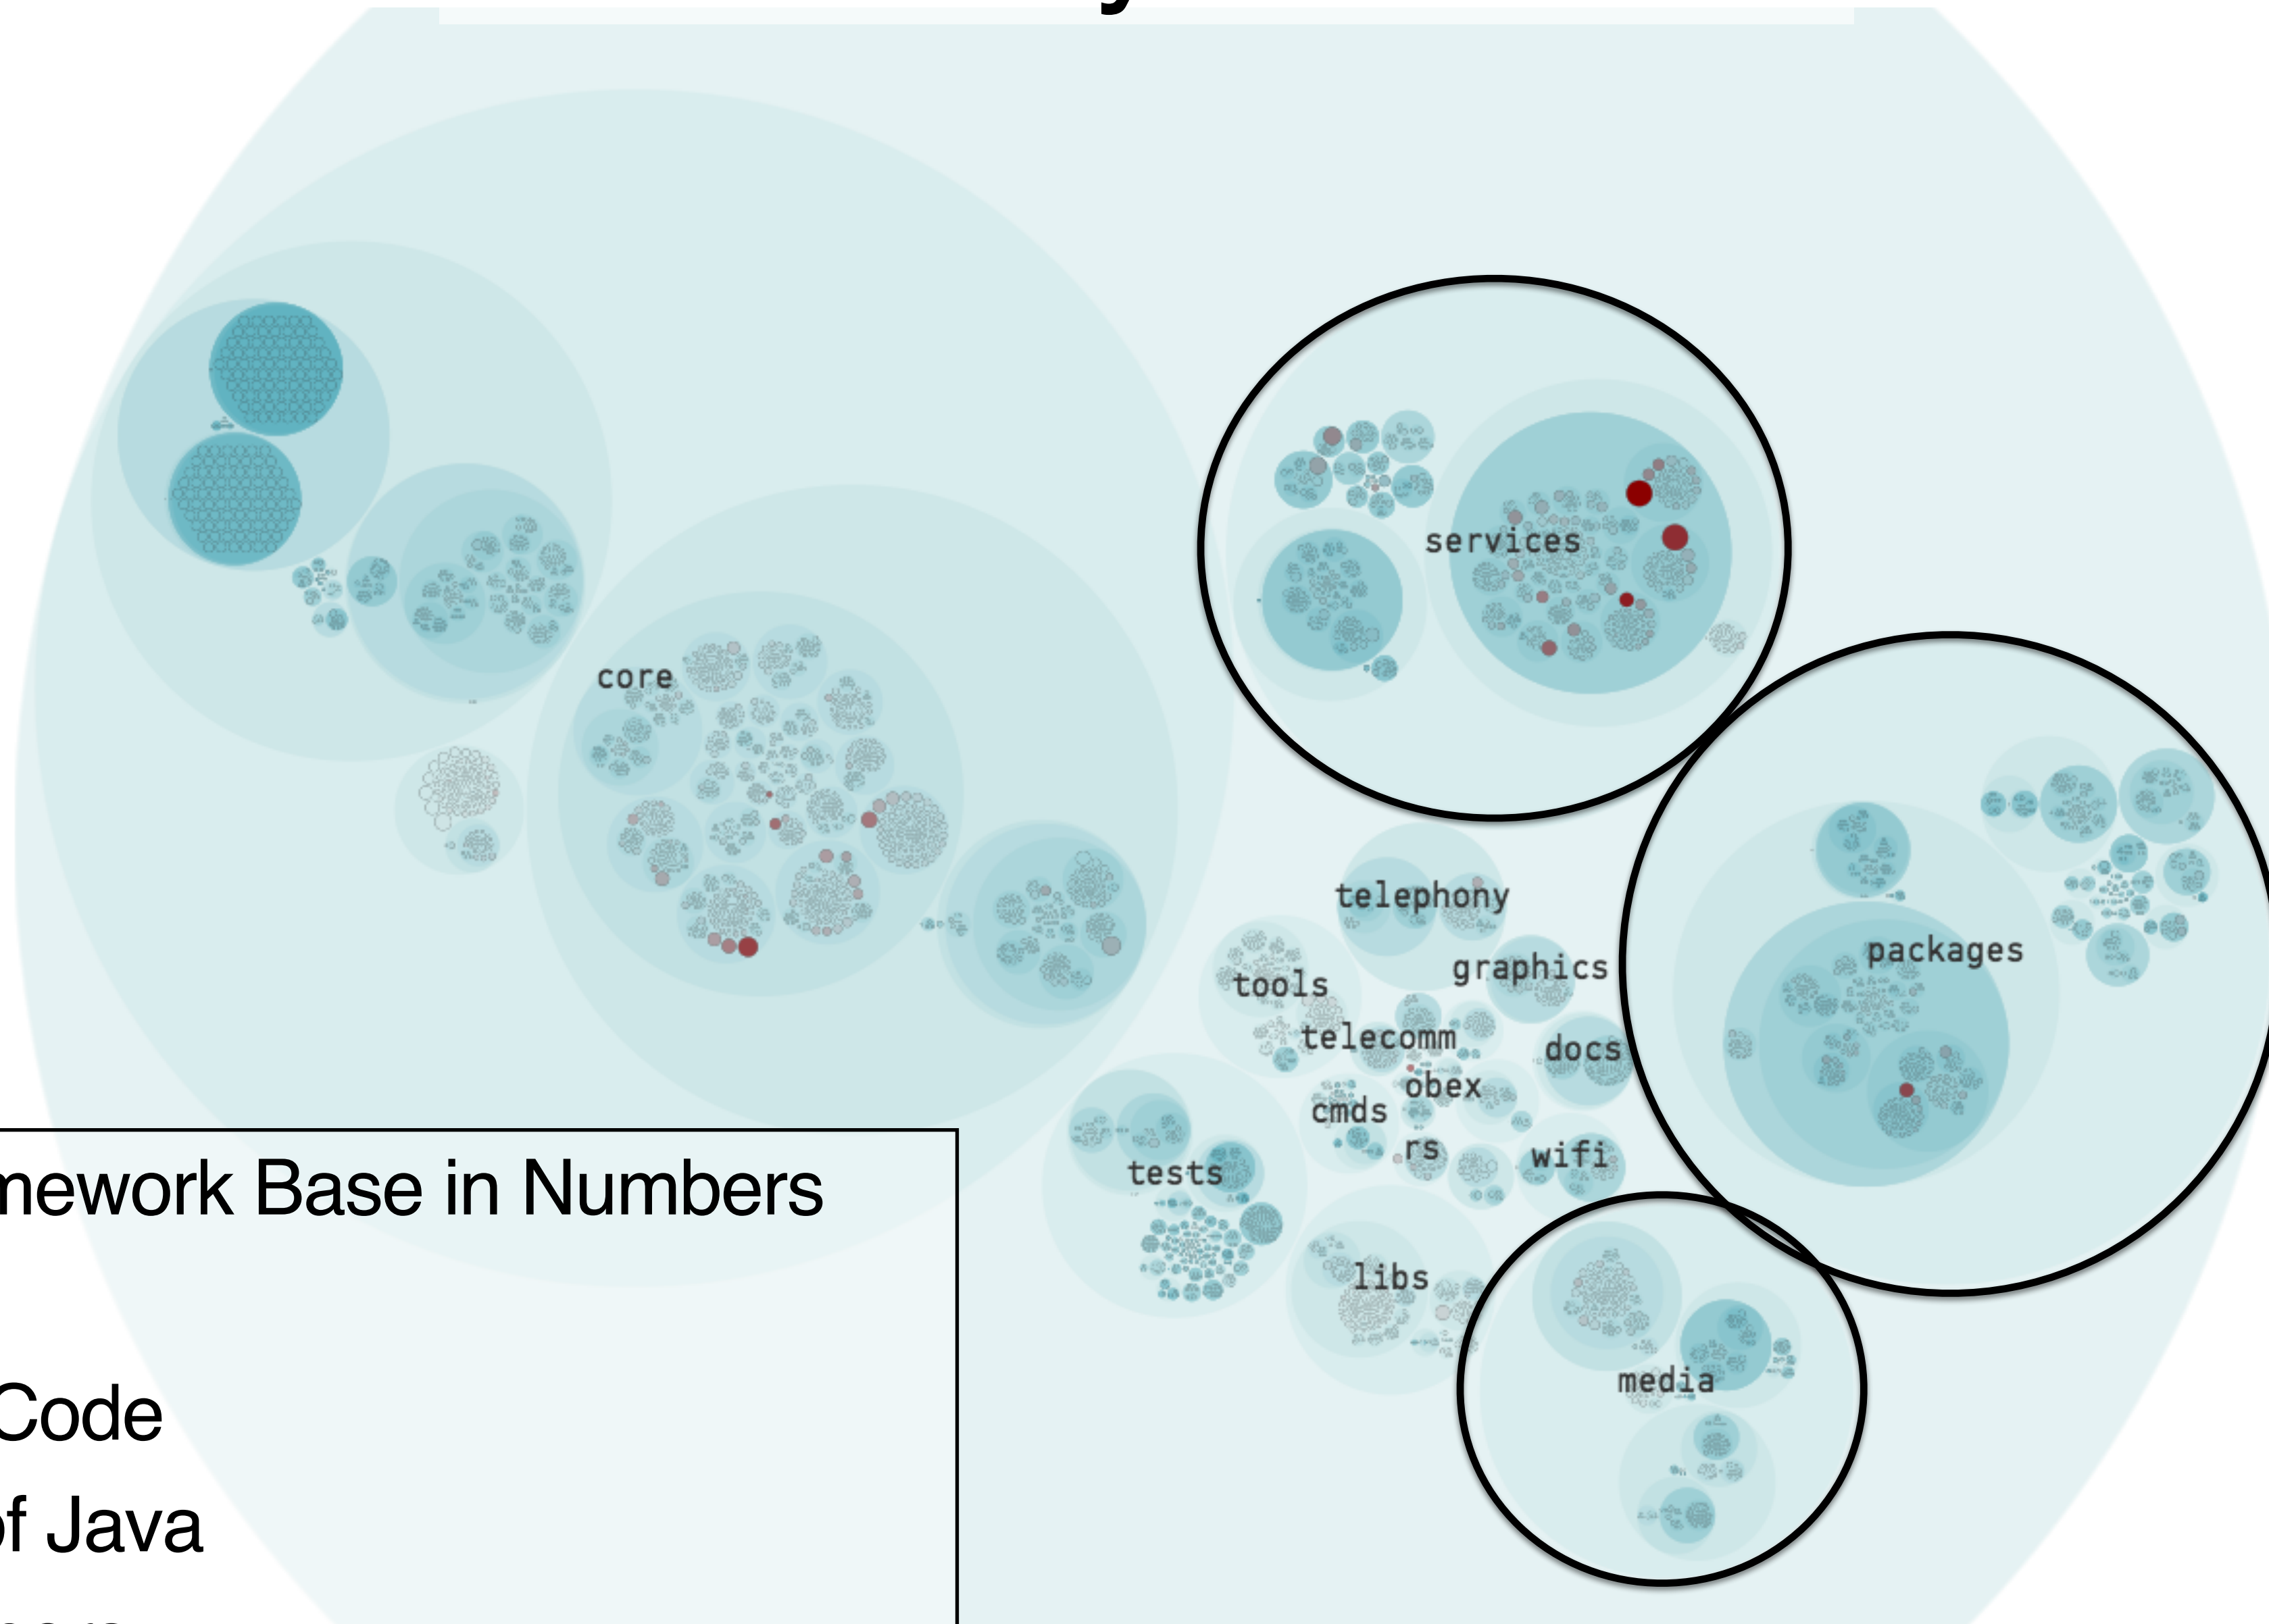 services
core
telephony
packages
graphics
tools
telecomm
docs
obex
cmds
rs
wifi
tests
libs
media
mework Base in Numbers
Code
of Java